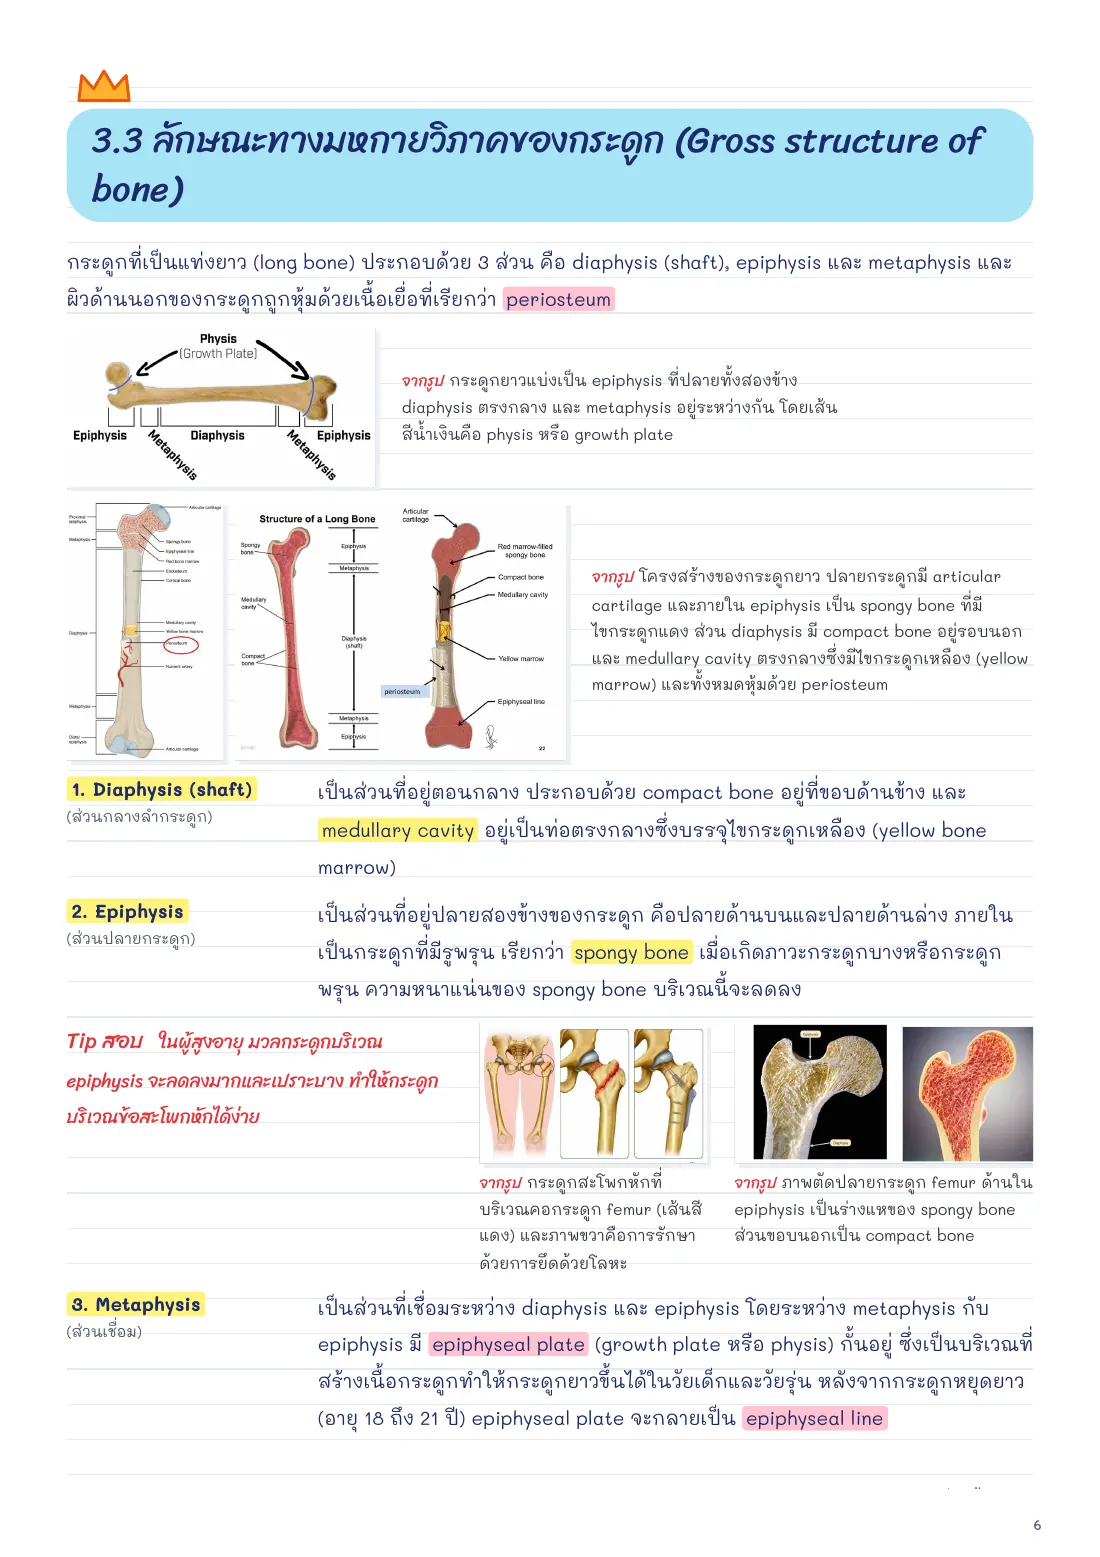 3.3 ลักษณะทางมหกายวิภาคของกระดูก (Gross structure of
bone)
กระดูกที่เป็นแท่งยาว (long bone) ประกอบด้วย 3 ส่วน คือ diaphysis (shaft), epiphysis และ metaphysis และ
ผิวด้านนอกของกระดูกถูกหุ้มด้วยเนื้อเยื่อที่เรียกว่า periosteum
Physis
(Growth Plate)
Epiphysis
Metaphysis
Diaphysis
Metaphysis
Epiphysis
จากรูป กระดูกยาวแบ่งเป็น epiphysis ที่ปลายทั้งสองข้าง
diaphysis ตรงกลาง และ metaphysis อยู่ระหว่างกัน โดยเส้น
สีน้ำเงินคือ physis หรือ growth plate
Articular cartilage
Proximal
epiphysis
Metaphysis
Spongy bone
Epiphyseal line
Red bone marrow
Endosteum
Cortical bone
Medullary cavity
Yellow bone marrow
Diaphysis
Periosteum
Nutrient artery
Metaphysis
Distal
epiphysis
Articular cartilage
Structure of a Long Bone
Spongy
bone
Epiphysis
Metaphysis
Medullary
cavity
Diaphysis
(shaft)
Compact
bone
Metaphysis
Epiphysis
Articular
cartilage
Red marrow-filled
spongy bone
Compact bone
Medullary cavity
Yellow marrow
periosteum
Epiphyseal line
22
จากรูป โครงสร้างของกระดูกยาว ปลายกระดูกมี articular
cartilage และภายใน epiphysis เป็น spongy bone ที่มี
ไขกระดูกแดง ส่วน diaphysis มี compact bone อยู่รอบนอก
และ medullary cavity ตรงกลางซึ่งมีไขกระดูกเหลือง (yellow
marrow) และทั้งหมดหุ้มด้วย periosteum
1. Diaphysis (shaft)
(ส่วนกลางลำกระดูก)
เป็นส่วนที่อยู่ตอนกลาง ประกอบด้วย compact bone อยู่ที่ขอบด้านข้าง และ
medullary cavity อยู่เป็นท่อตรงกลางซึ่งบรรจุไขกระดูกเหลือง (yellow bone
marrow)
2. Epiphysis
(ส่วนปลายกระดูก)
เป็นส่วนที่อยู่ปลายสองข้างของกระดูก คือปลายด้านบนและปลายด้านล่าง ภายใน
เป็นกระดูกที่มีรูพรุน เรียกว่า spongy bone เมื่อเกิดภาวะกระดูกบางหรือกระดูก
พรุน ความหนาแน่นของ spongy bone บริเวณนี้จะลดลง
Tip สอบ ในผู้สูงอายุ มวลกระดูกบริเวณ
epiphysis จะลดลงมากและเปราะบาง ทำให้กระดูก
บริเวณข้อสะโพกหักได้ง่าย
Epiphysis
Diaphysis
จากรูป กระดูกสะโพกหักที่
บริเวณคอกระดูก femur (เส้นสี
แดง) และภาพขวาคือการรักษา
ด้วยการยึดด้วยโลหะ
จากรูป ภาพตัดปลายกระดูก femur ด้านใน
epiphysis เป็นร่างแหของ spongy bone
ส่วนขอบนอกเป็น compact bone
3. Metaphysis
(ส่วนเชื่อม)
เป็นส่วนที่เชื่อมระหว่าง diaphysis และ epiphysis โดยระหว่าง metaphysis กับ
epiphysis มี epiphyseal plate (growth plate หรือ physis) กั้นอยู่ ซึ่งเป็นบริเวณที่
สร้างเนื้อกระดูกทำให้กระดูกยาวขึ้นได้ในวัยเด็กและวัยรุ่น หลังจากกระดูกหยุดยาว
(อายุ 18 ถึง 21 ปี) epiphyseal plate จะกลายเป็น epiphyseal line
6